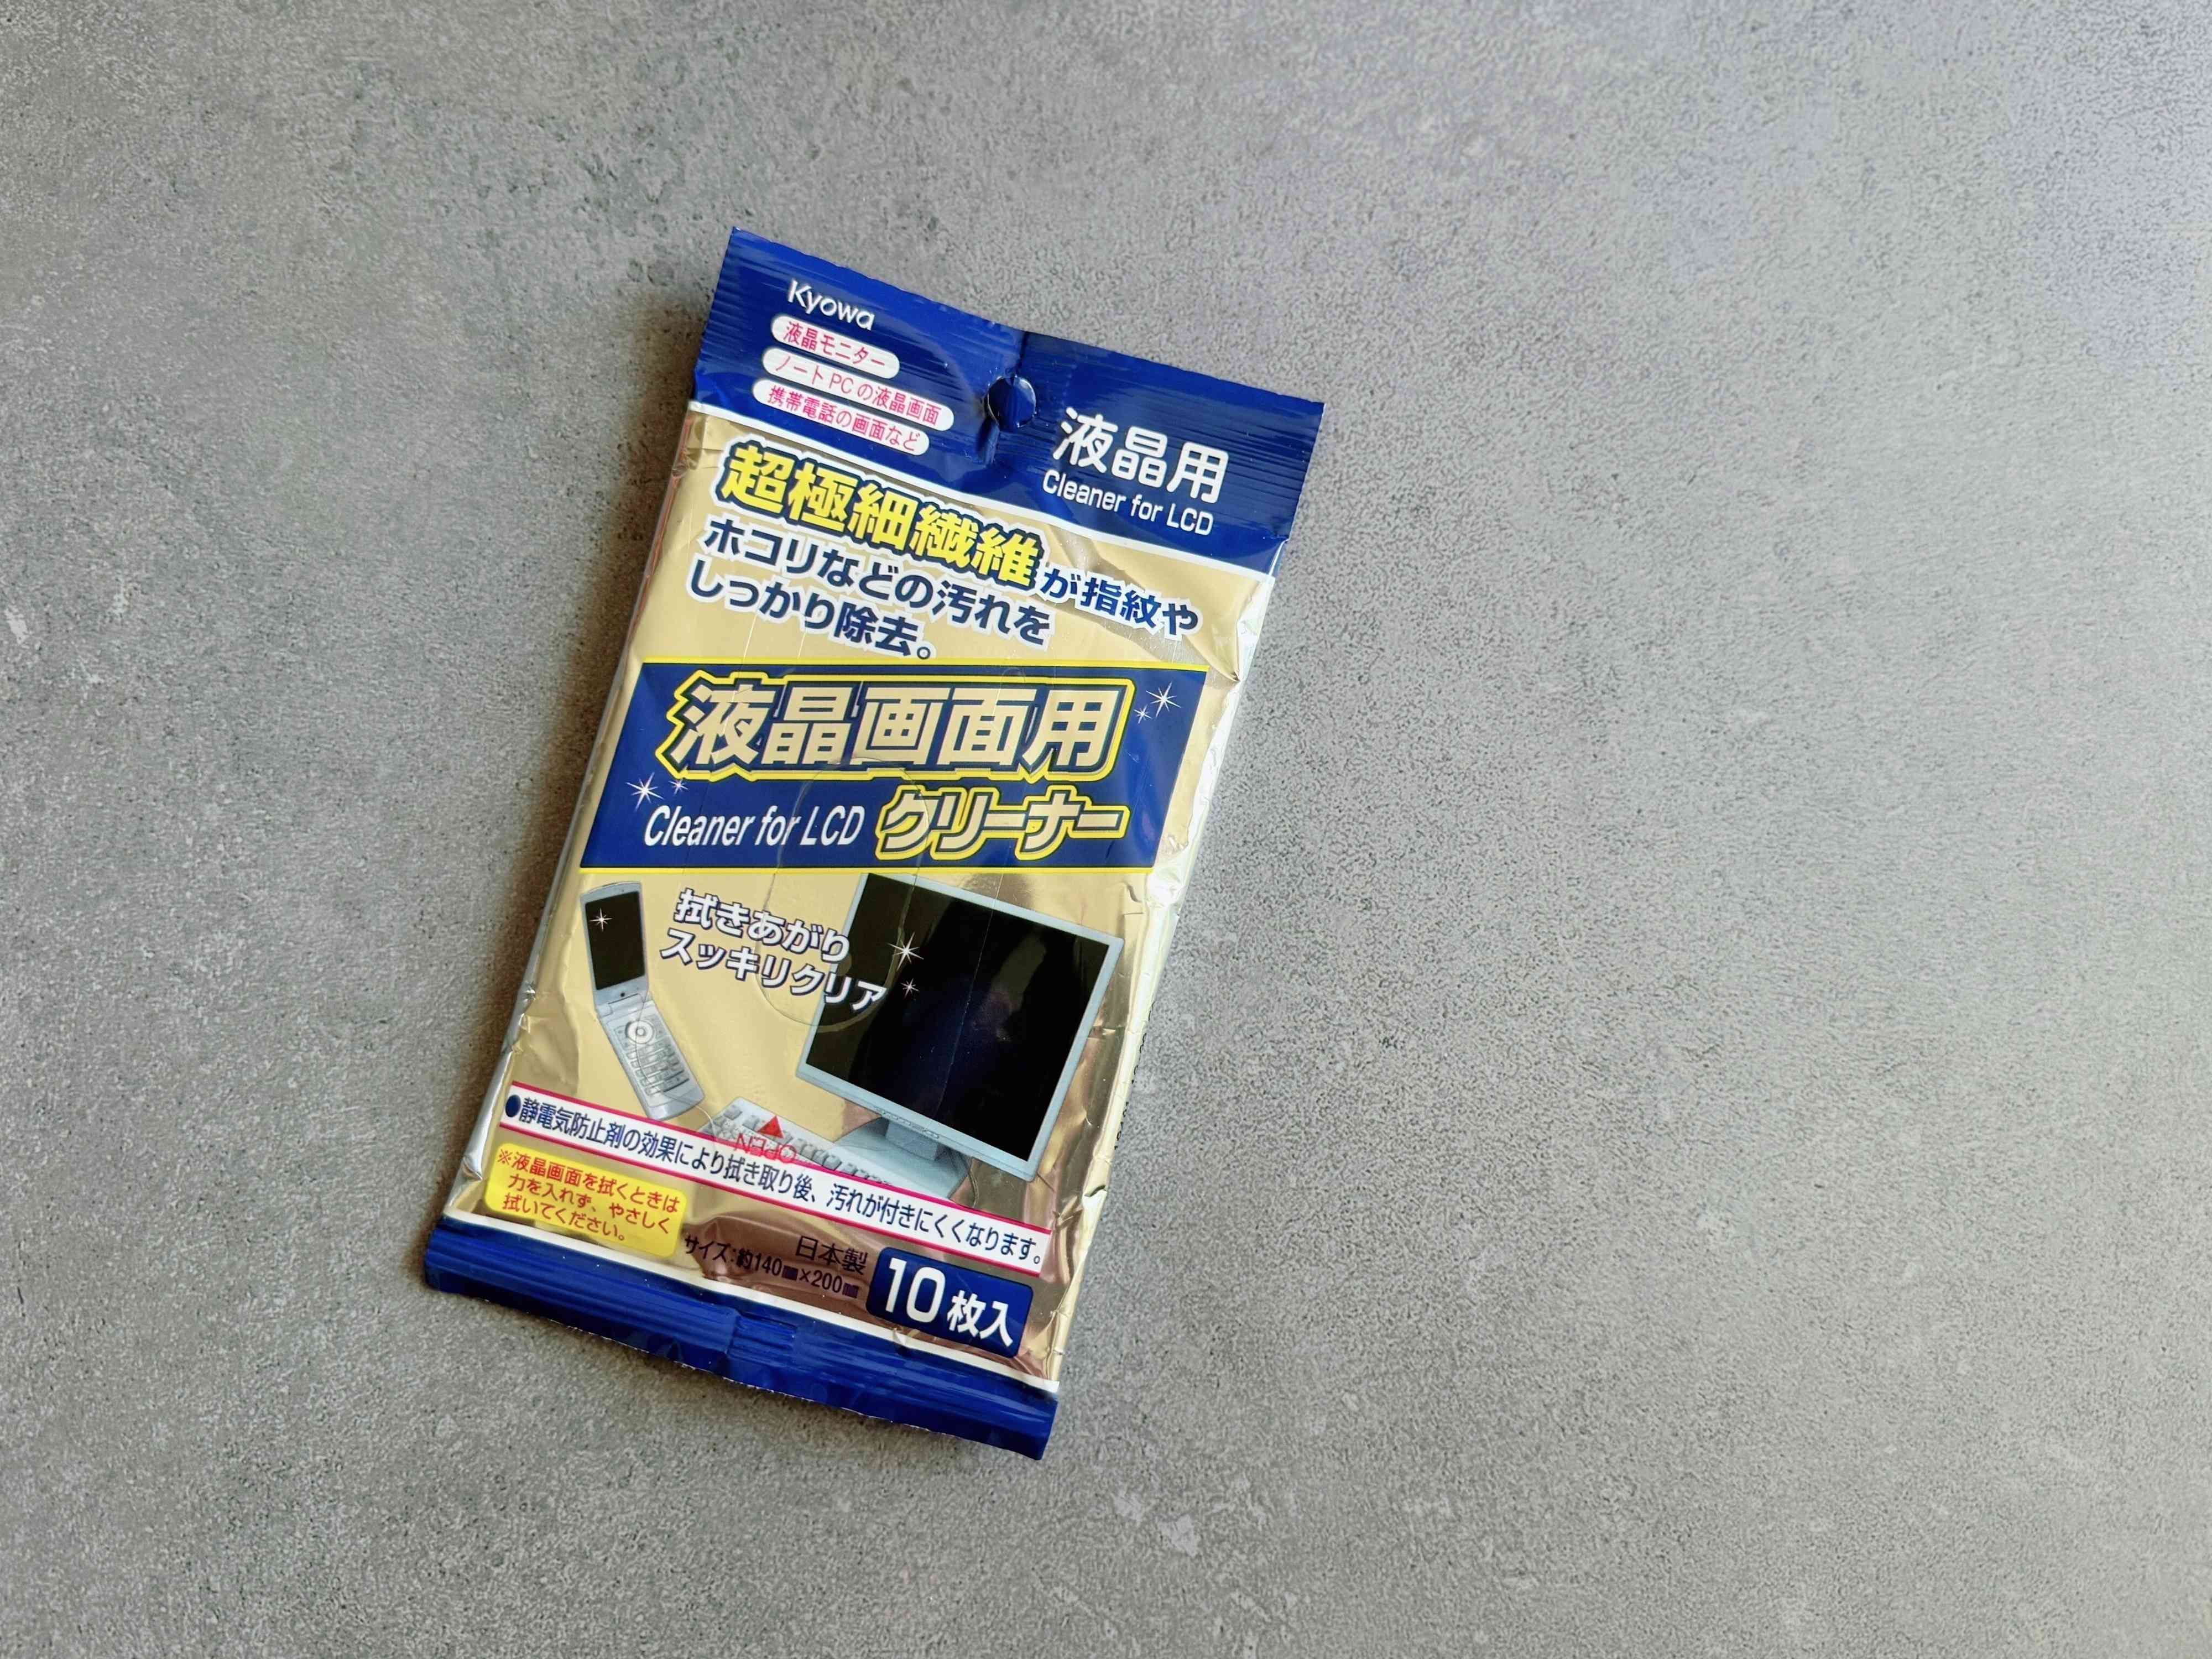 Kyowa
液晶モニター
ノートPCの液晶画面
携帯電話の画面など
液晶用
Cleaner for LCD
超極細繊維が指紋や
ホコリなどの汚れを
しっかり除去。
液晶画面用
Cleaner for LCD クリーナー
拭きあがり
スッキリクリア
OPEN
●静電気防止剤の効果により拭き取り後、汚れが付きにくくなります。
※液晶画面を拭くときは
力を入れず、やさしく
拭いてください。
日本製
サイズ:約140㎜×200㎜
10枚入